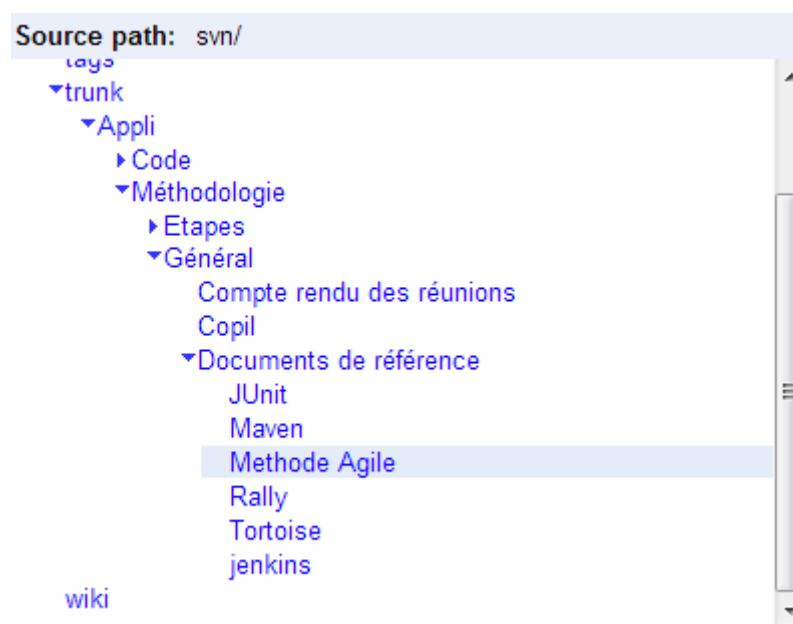 Source path: svn/
tags
trunk
Appli
Code
Méthodologie
Etapes
Général
Compte rendu des réunions
Copil
Documents de référence
JUnit
Maven
Methode Agile
Rally
Tortoise
jenkins
wiki